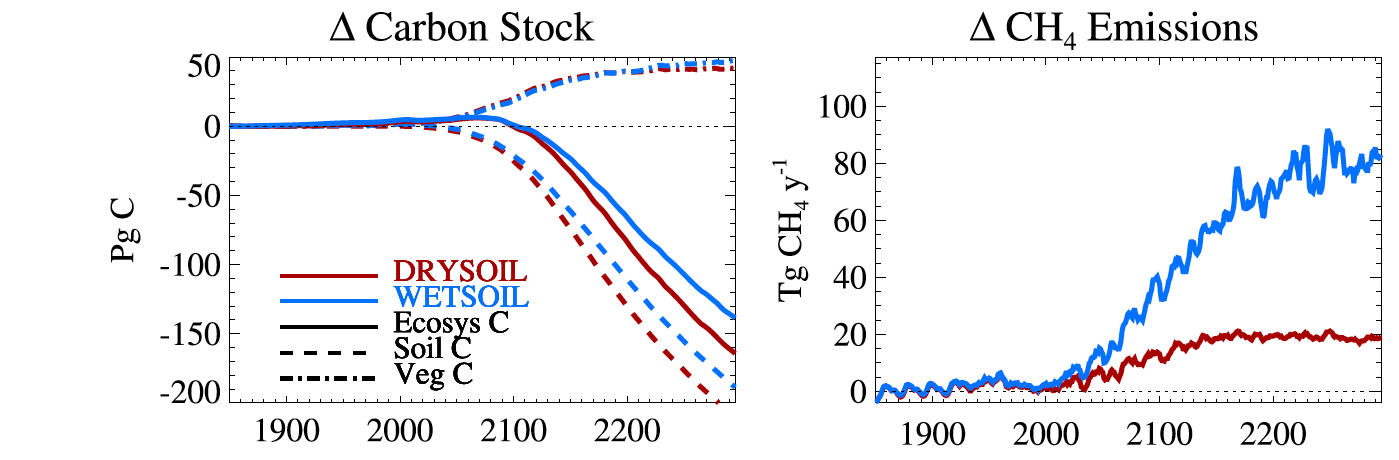 Δ Carbon Stock
50
0
-50
-100
-150
-200
Pg C
DRYSOIL
WETSOIL
Ecosys C
Soil C
Veg C
1900 2000 2100 2200
Δ CH₄ Emissions
100
80
60
40
20
0
Tg CH₄ y⁻¹
1900 2000 2100 2200